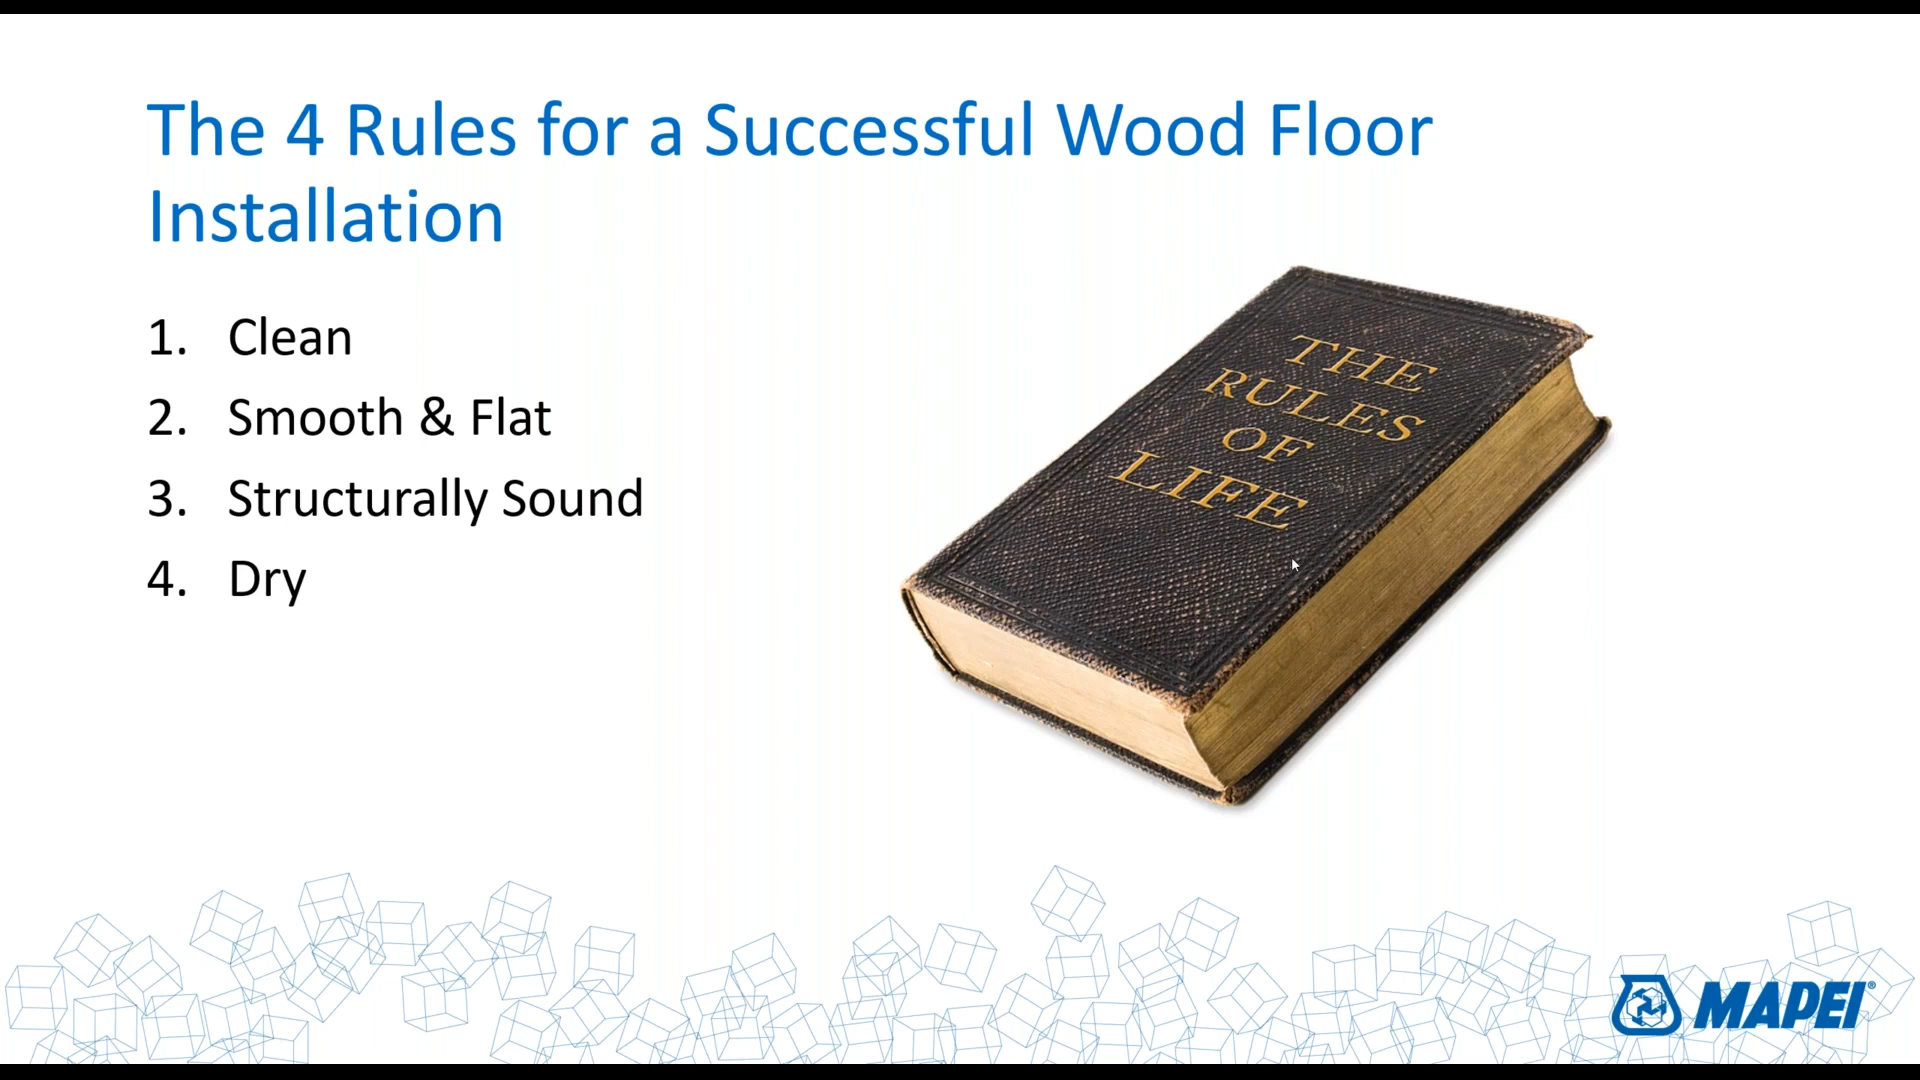 The 4 Rules for a Successful Wood Floor
Installation
1. Clean
2. Smooth & Flat
3. Structurally Sound
4. Dry
THE
RULES
OF
LIFE
MAPEI®